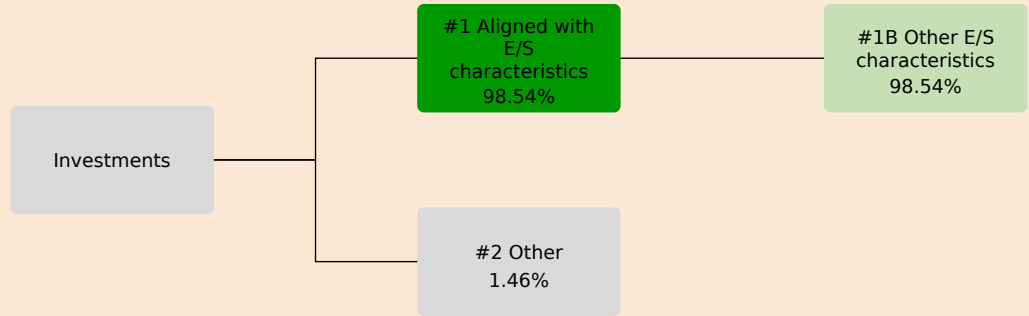 #1 Aligned with
E/S
characteristics
98.54%
#1B Other E/S
characteristics
98.54%
Investments
#2 Other
1.46%